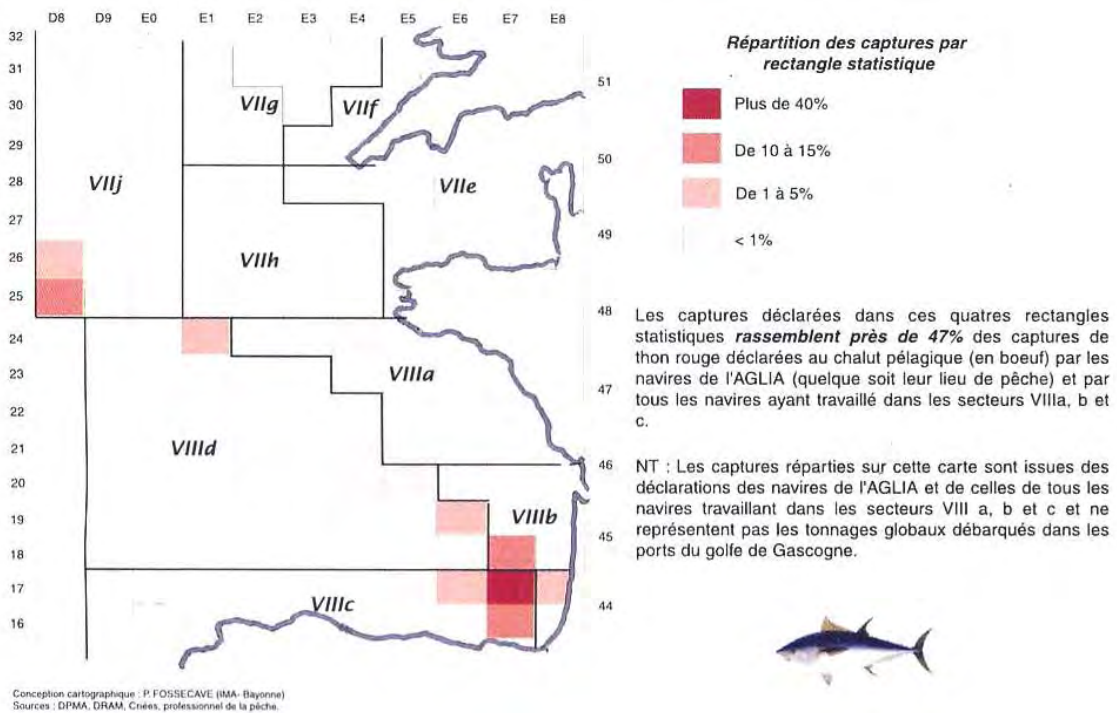 D8 D9 E0 E1 E2 E3 E4 E5 E6 E7 E8
32
31
30
29
28
27
26
25
24
23
22
21
20
19
18
17
16
VIIg
VIIf
VIIj
VIIe
VIIh
VIIIa
VIIId
VIIIb
VIIIc
51
50
49
48
47
46
45
44
Répartition des captures par
rectangle statistique
Plus de 40%
De 10 à 15%
De 1 à 5%
< 1%
Les captures déclarées dans ces quatres rectangles
statistiques rassemblent près de 47% des captures de
thon rouge déclarées au chalut pélagique (en boeuf) par les
navires de l'AGLIA (quelque soit leur lieu de pêche) et par
tous les navires ayant travaillé dans les secteurs VIIIa, b et
c.
NT : Les captures réparties sur cette carte sont issues des
déclarations des navires de l'AGLIA et de celles de tous les
navires travaillant dans les secteurs VIII a, b et c et ne
représentent pas les tonnages globaux débarqués dans les
ports du golfe de Gascogne.
Conception cartographique : P. FOSSECAVE (IMA- Bayonne)
Sources : DPMA, DRAM, Criées, professionnel de la pêche.